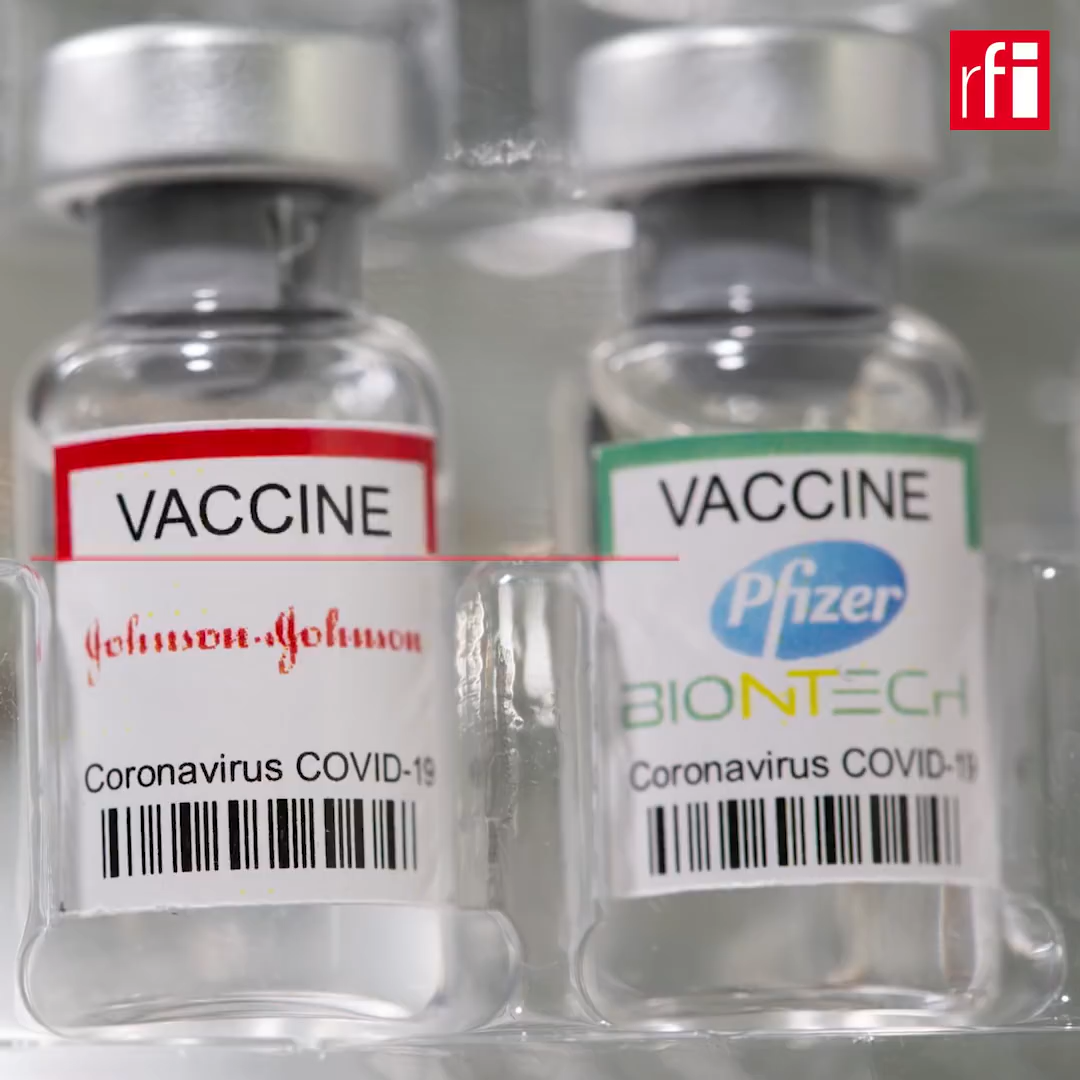 rfi
VACCINE
Johnson&Johnson
Coronavirus COVID-19
VACCINE
Pfizer
BIONTECH
Coronavirus COVID-19